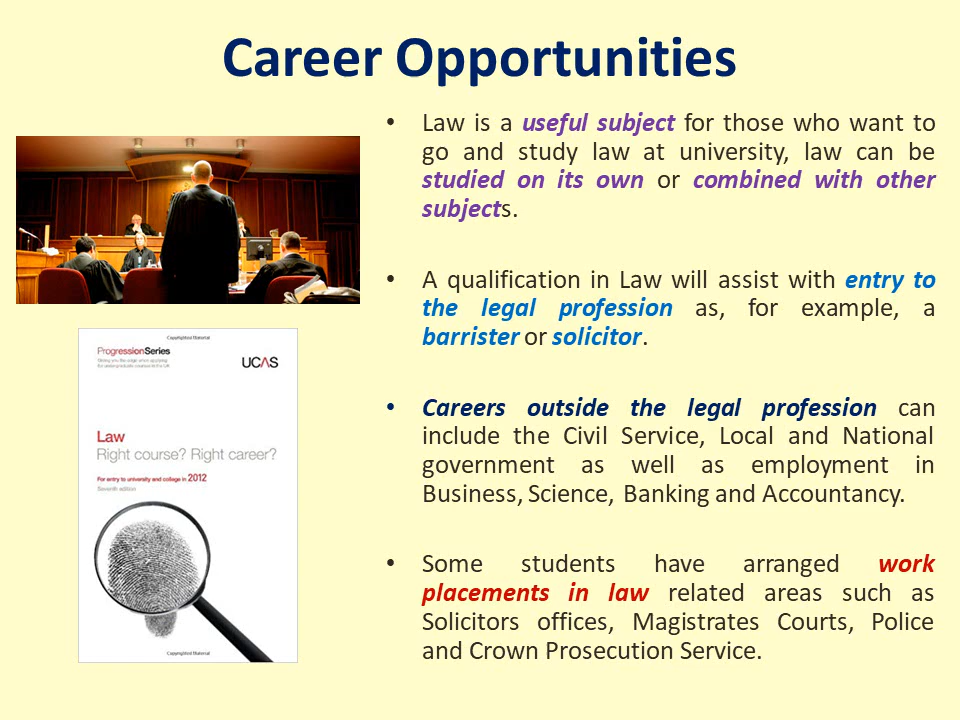 Career Opportunities
• Law is a useful subject for those who want to
go and study law at university, law can be
studied on its own or combined with other
subjects.
• A qualification in Law will assist with entry to
the legal profession as, for example, a
barrister or solicitor.
• Careers outside the legal profession can
include the Civil Service, Local and National
government as well as employment in
Business, Science, Banking and Accountancy.
• Some students have arranged work
placements in law related areas such as
Solicitors offices, Magistrates Courts, Police
and Crown Prosecution Service.
Copyrighted Material
ProgressionSeries
UCAS
Law
Right course? Right career?
For entry to university and college in 2012
Seventh edition
Copyrighted Material